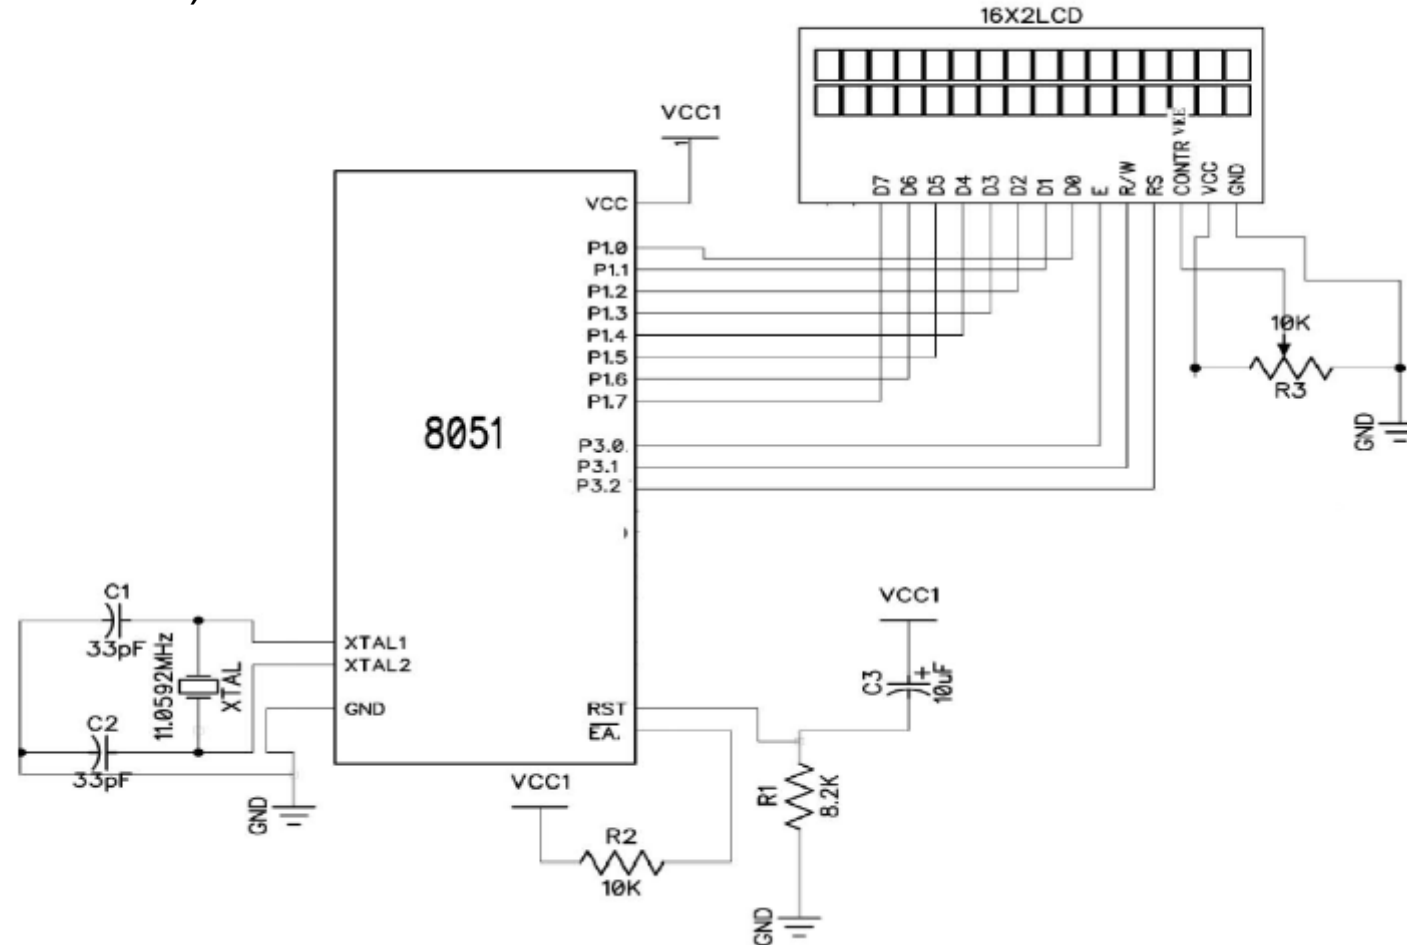 16X2LCD
VCC1
1
D7 D6 D5 D4 D3 D2 D1 D0 E R/W RS CONTR VCC GND
VCC
P1.0
P1.1
P1.2
P1.3
P1.4
P1.5
P1.6
P1.7
10K
R3
GND
8051
P3.0
P3.1
P3.2
C1
33pF
XTAL1
XTAL2
GND
11.0592MHz
XTAL
C2
33pF
GND
RST
EA.
VCC1
C3
+
10uF
VCC1
R2
10K
R1
8.2K
GND